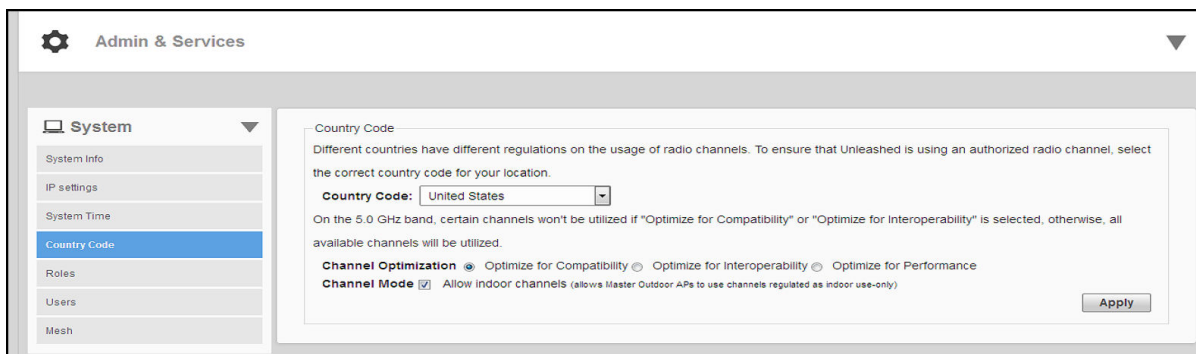 Admin & Services
System
System Info
IP settings
System Time
Country Code
Roles
Users
Mesh
Country Code
Different countries have different regulations on the usage of radio channels. To ensure that Unleashed is using an authorized radio channel, select
the correct country code for your location.
Country Code: United States
On the 5.0 GHz band, certain channels won't be utilized if "Optimize for Compatibility" or "Optimize for Interoperability" is selected, otherwise, all
available channels will be utilized.
Channel Optimization Optimize for Compatibility Optimize for Interoperability Optimize for Performance
Channel Mode Allow indoor channels (allows Master Outdoor APs to use channels regulated as indoor use-only)
Apply